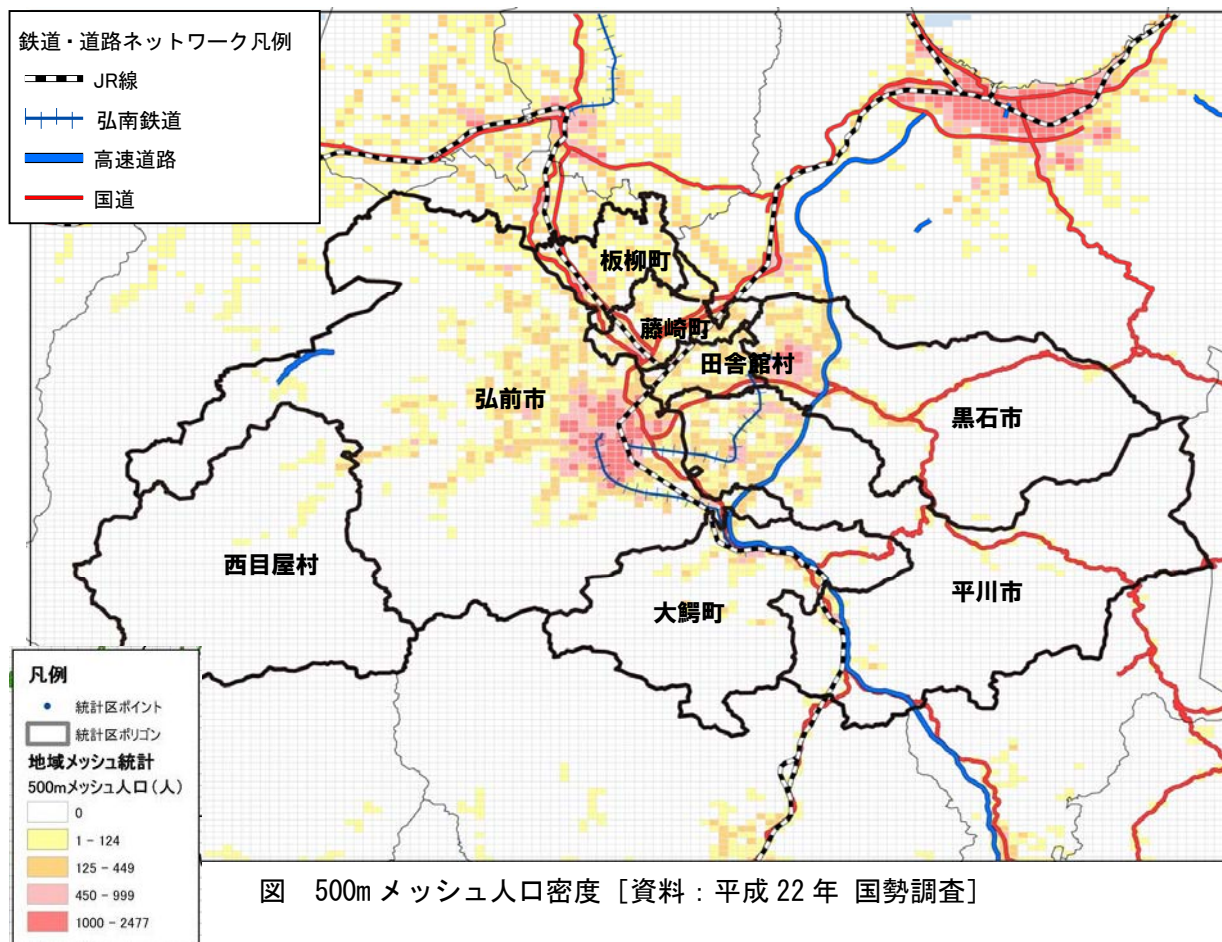 鉄道・道路ネットワーク凡例
JR線
弘南鉄道
高速道路
国道
板柳町
藤崎町
田舎館村
弘前市
黒石市
西目屋村
平川市
大鰐町
凡例
統計区ポイント
統計区ポリゴン
地域メッシュ統計
500mメッシュ人口(人)
0
1 - 124
125 - 449
450 - 999
1000 - 2477
図 500m メッシュ人口密度 [資料:平成 22 年 国勢調査]